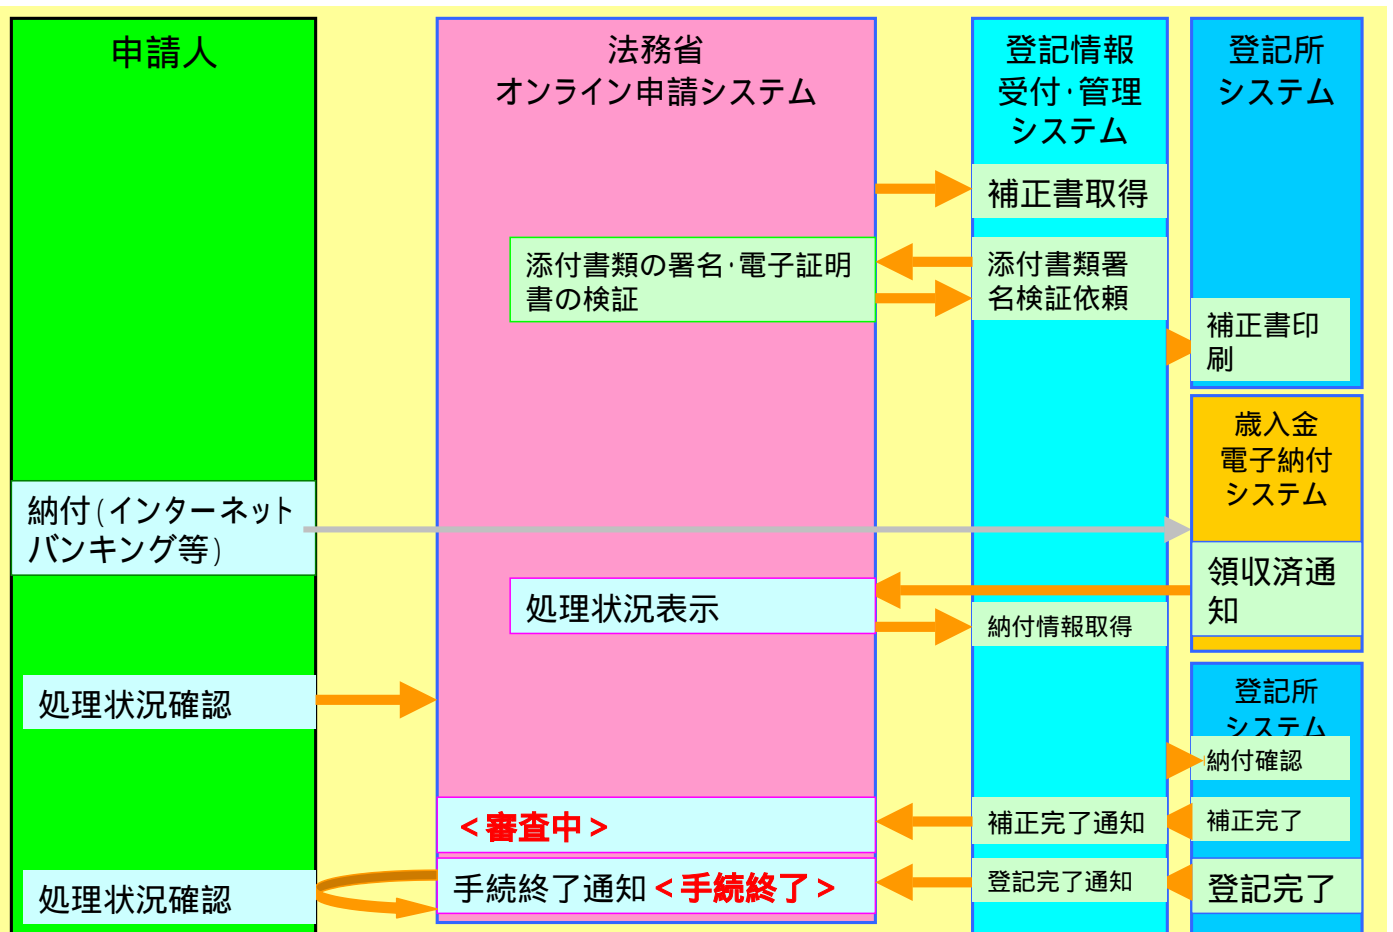 申請人
法務省
オンライン申請システム
登記情報
受付・管理
システム
登記所
システム
補正書取得
添付書類の署名・電子証明
書の検証
添付書類署
名検証依頼
補正書印
刷
歳入金
電子納付
システム
納付(インターネット
バンキング等)
領収済通
知
処理状況表示
納付情報取得
処理状況確認
登記所
システム
納付確認
<審査中>
補正完了通知
補正完了
処理状況確認
手続終了通知<手続終了>
登記完了通知
登記完了